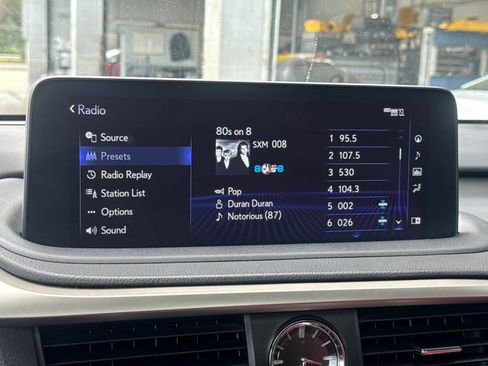 Radio
Source
Presets
Radio Replay
Station List
Options
Sound
80s on 8
SXM 008
Pop
Duran Duran
Notorious (87)
1 95.5
2 107.5
3 530
4 104.3
5 002
6 026